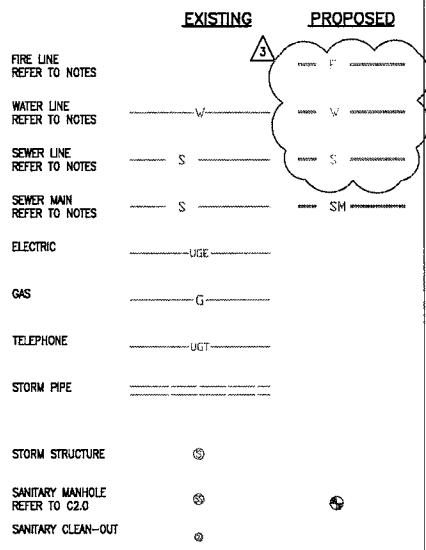 EXISTING PROPOSED
3
FIRE LINE F
REFER TO NOTES
WATER LINE W W
REFER TO NOTES
SEWER LINE S S
REFER TO NOTES
SEWER MAIN S SM
REFER TO NOTES
ELECTRIC UGE
GAS G
TELEPHONE UGT
STORM PIPE
STORM STRUCTURE S
SANITARY MANHOLE
REFER TO C2.0
SANITARY CLEAN-OUT